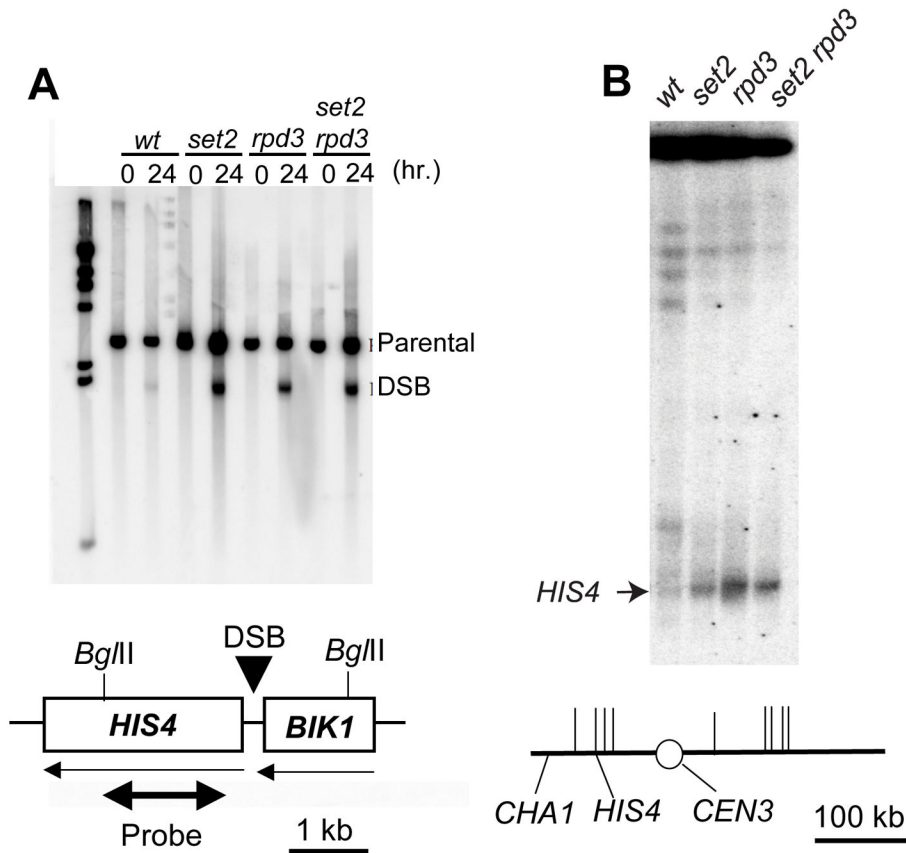 A
set2
wt set2 rpd3 rpd3
0 24 0 24 0 24 0 24 (hr.)
Parental
DSB
DSB
BglII BglII
HIS4 BIK1
Probe
1 kb
B
wt set2 rpd3 set2 rpd3
HIS4
CHA1 HIS4 CEN3
100 kb